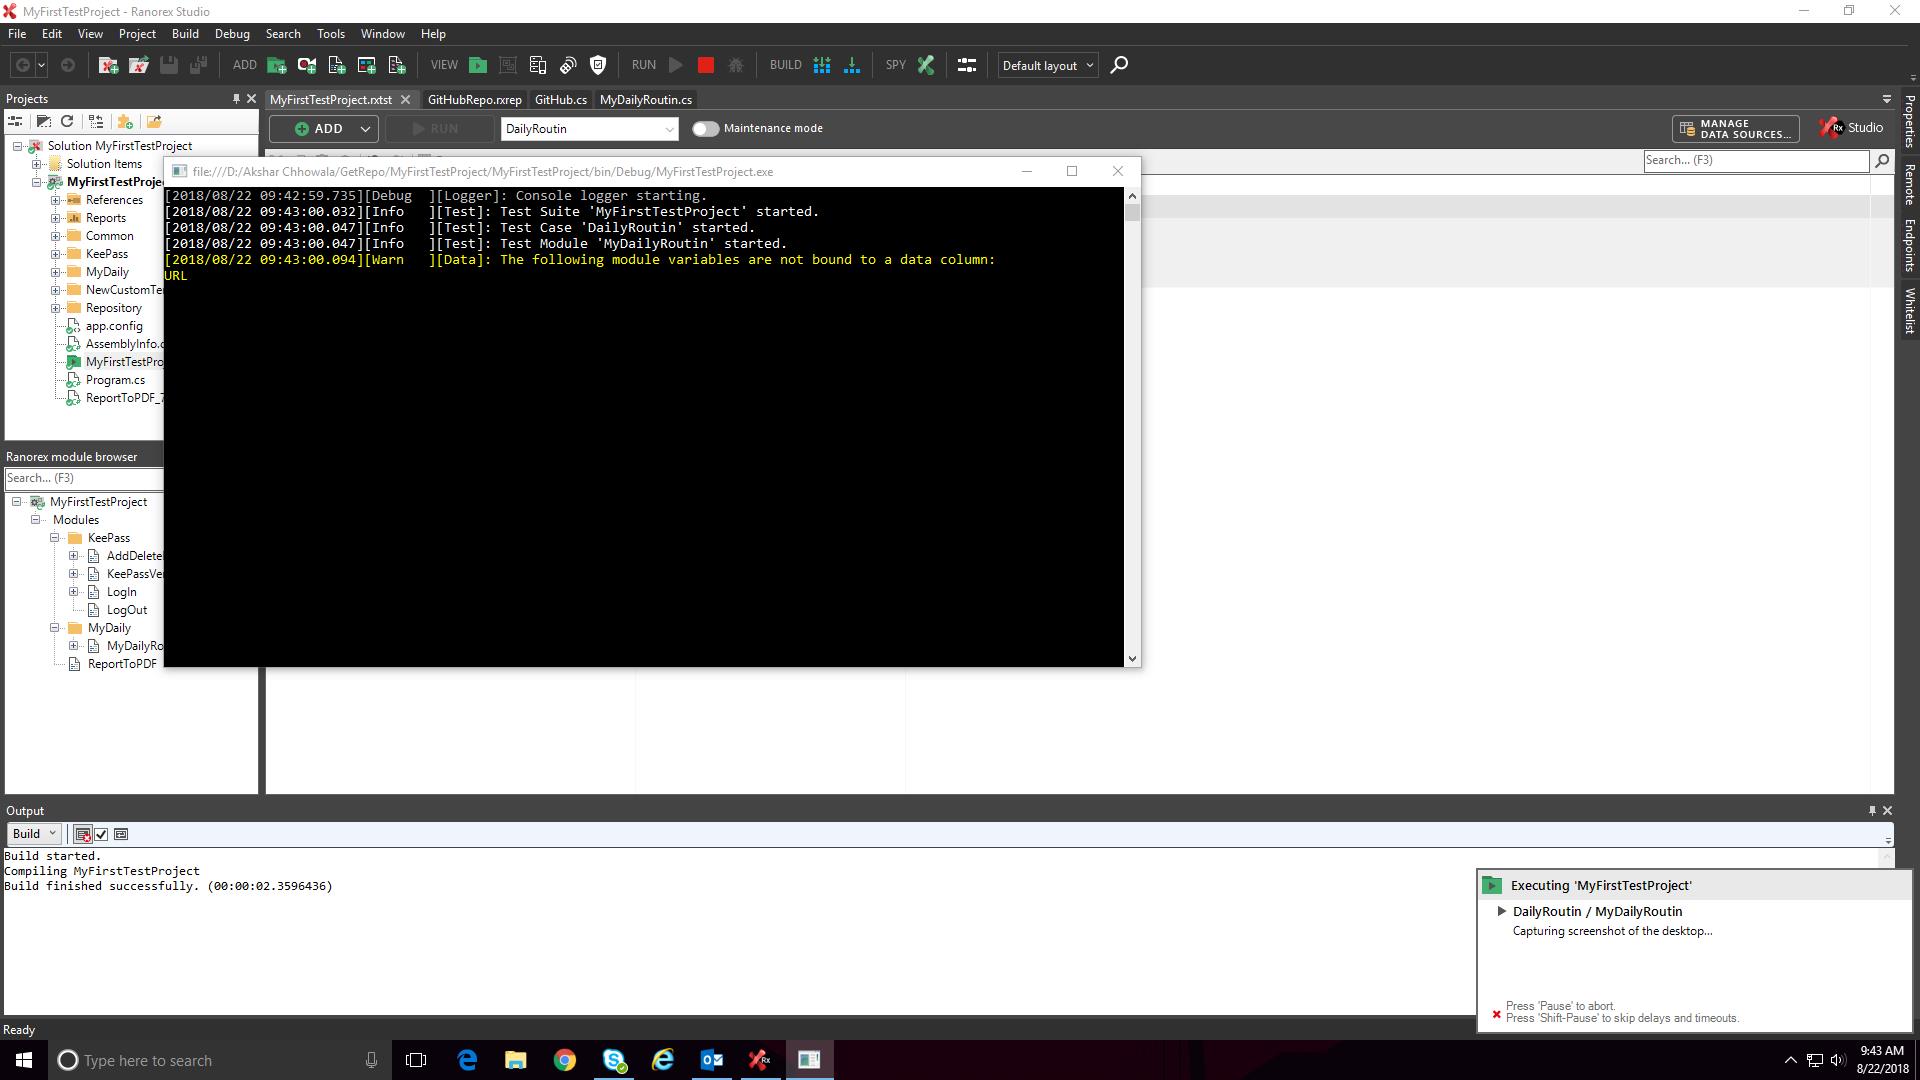 MyFirstTestProject - Ranorex Studio
File Edit View Project Build Debug Search Tools Window Help
ADD VIEW RUN BUILD SPY Default layout
Projects
MyFirstTestProject.rxtst GitHubRepo.rxrep GitHub.cs MyDailyRoutin.cs
ADD RUN DailyRoutin Maintenance mode
MANAGE
DATA SOURCES...
Rx Studio
Search... (F3)
Properties
Remote
Endpoints
Whitelist
Solution MyFirstTestProject
Solution Items
MyFirstTestProje
References
Reports
Common
KeePass
MyDaily
NewCustomTe
Repository
app.config
AssemblyInfo.c
MyFirstTestProj
Program.cs
ReportToPDF_7
file:///D:/Akshar Chhowala/GetRepo/MyFirstTestProject/MyFirstTestProject/bin/Debug/MyFirstTestProject.exe
[2018/08/22 09:42:59.735][Debug  ][Logger]: Console logger starting.
[2018/08/22 09:43:00.032][Info   ][Test]: Test Suite 'MyFirstTestProject' started.
[2018/08/22 09:43:00.047][Info   ][Test]: Test Case 'DailyRoutin' started.
[2018/08/22 09:43:00.047][Info   ][Test]: Test Module 'MyDailyRoutin' started.
[2018/08/22 09:43:00.094][Warn   ][Data]: The following module variables are not bound to a data column:
URL
Ranorex module browser
Search... (F3)
MyFirstTestProject
Modules
KeePass
AddDelete
KeePassVer
LogIn
LogOut
MyDaily
MyDailyRo
ReportToPDF
Output
Build
Build started.
Compiling MyFirstTestProject
Build finished successfully. (00:00:02.3596436)
Executing 'MyFirstTestProject'
DailyRoutin / MyDailyRoutin
Capturing screenshot of the desktop...
Press 'Pause' to abort.
Press 'Shift-Pause' to skip delays and timeouts.
Ready
Type here to search
9:43 AM
8/22/2018